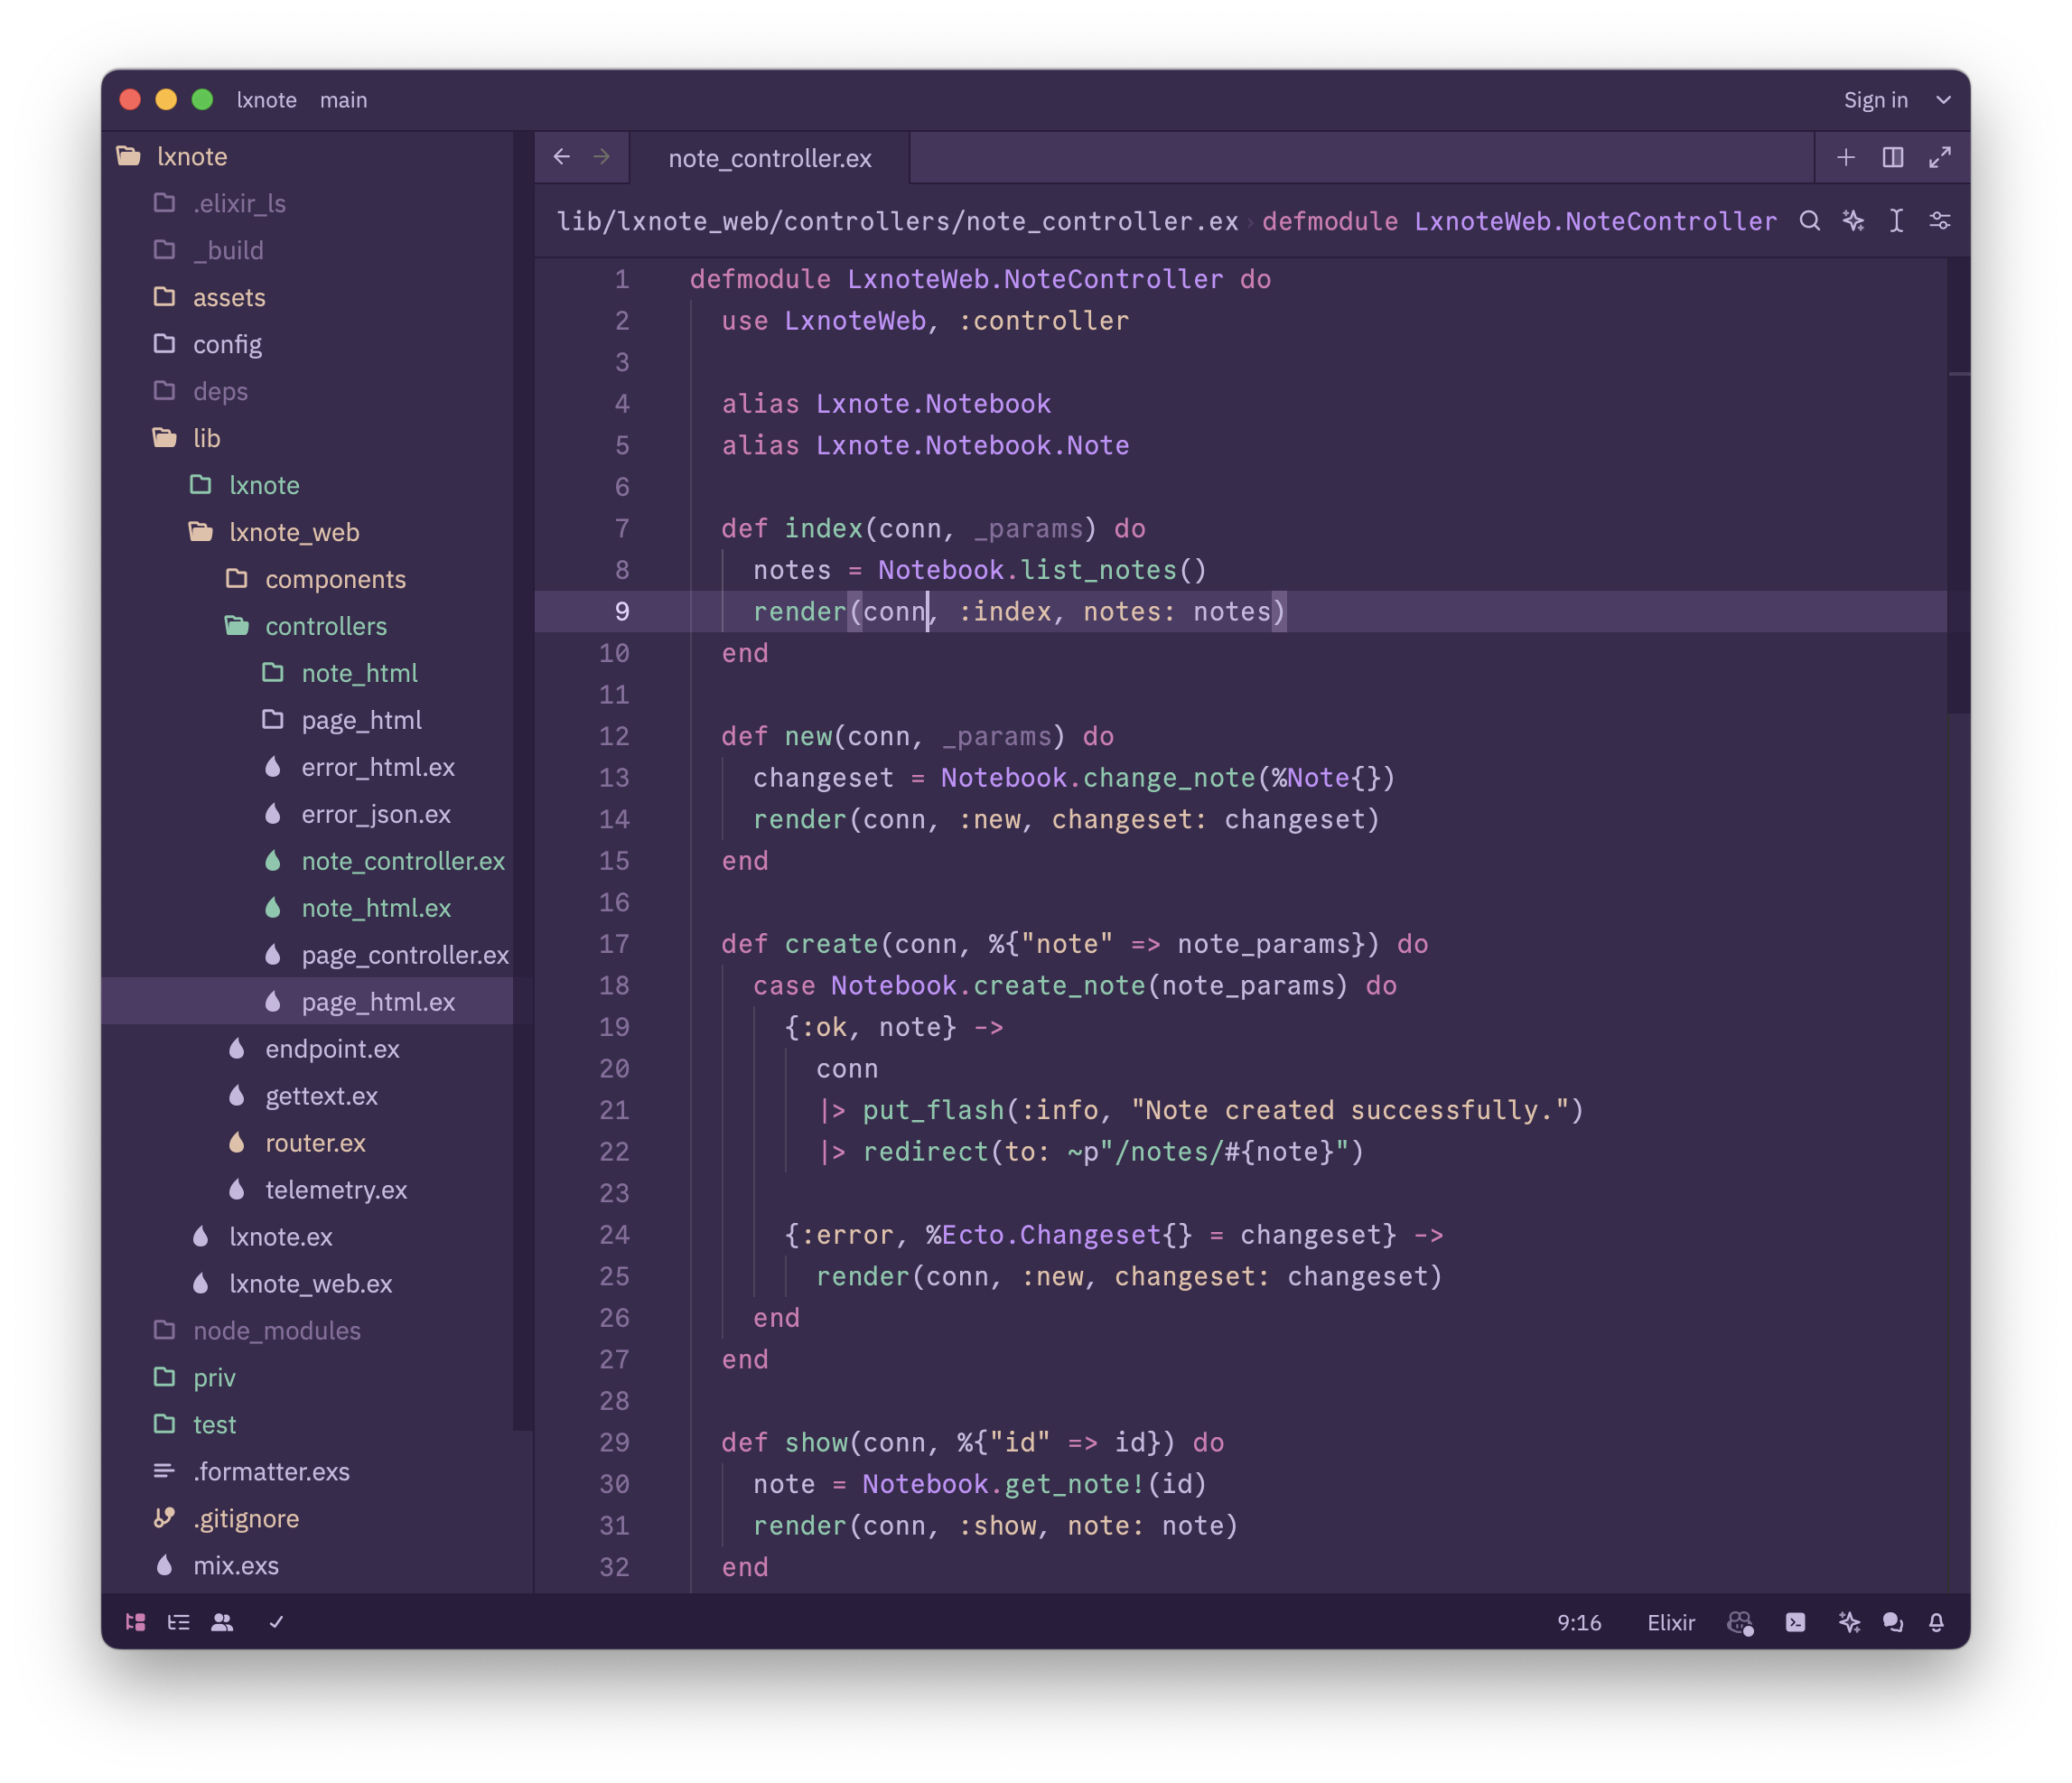 lxnote main
Sign in
lxnote
.elixir_ls
_build
assets
config
deps
lib
lxnote
lxnote_web
components
controllers
note_html
page_html
error_html.ex
error_json.ex
note_controller.ex
note_html.ex
page_controller.ex
page_html.ex
endpoint.ex
gettext.ex
router.ex
telemetry.ex
lxnote.ex
lxnote_web.ex
node_modules
priv
test
.formatter.exs
.gitignore
mix.exs
note_controller.ex
lib/lxnote_web/controllers/note_controller.ex › defmodule LxnoteWeb.NoteController
1 defmodule LxnoteWeb.NoteController do
2   use LxnoteWeb, :controller
3
4   alias Lxnote.Notebook
5   alias Lxnote.Notebook.Note
6
7   def index(conn, _params) do
8     notes = Notebook.list_notes()
9     render(conn, :index, notes: notes)
10   end
11
12   def new(conn, _params) do
13     changeset = Notebook.change_note(%Note{})
14     render(conn, :new, changeset: changeset)
15   end
16
17   def create(conn, %{"note" => note_params}) do
18     case Notebook.create_note(note_params) do
19       {:ok, note} ->
20         conn
21         |> put_flash(:info, "Note created successfully.")
22         |> redirect(to: ~p"/notes/#{note}")
23
24       {:error, %Ecto.Changeset{} = changeset} ->
25         render(conn, :new, changeset: changeset)
26     end
27   end
28
29   def show(conn, %{"id" => id}) do
30     note = Notebook.get_note!(id)
31     render(conn, :show, note: note)
32   end
9:16 Elixir